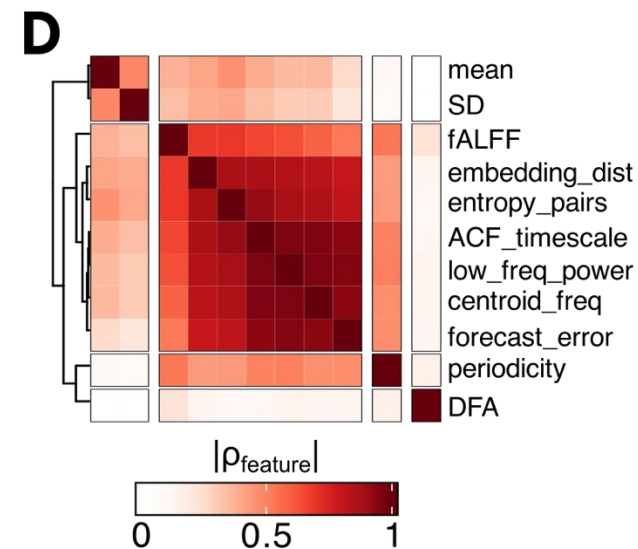 D
mean
SD
fALFF
embedding_dist
entropy_pairs
ACF_timescale
low_freq_power
centroid_freq
forecast_error
periodicity
DFA
|ρfeature|
0 0.5 1